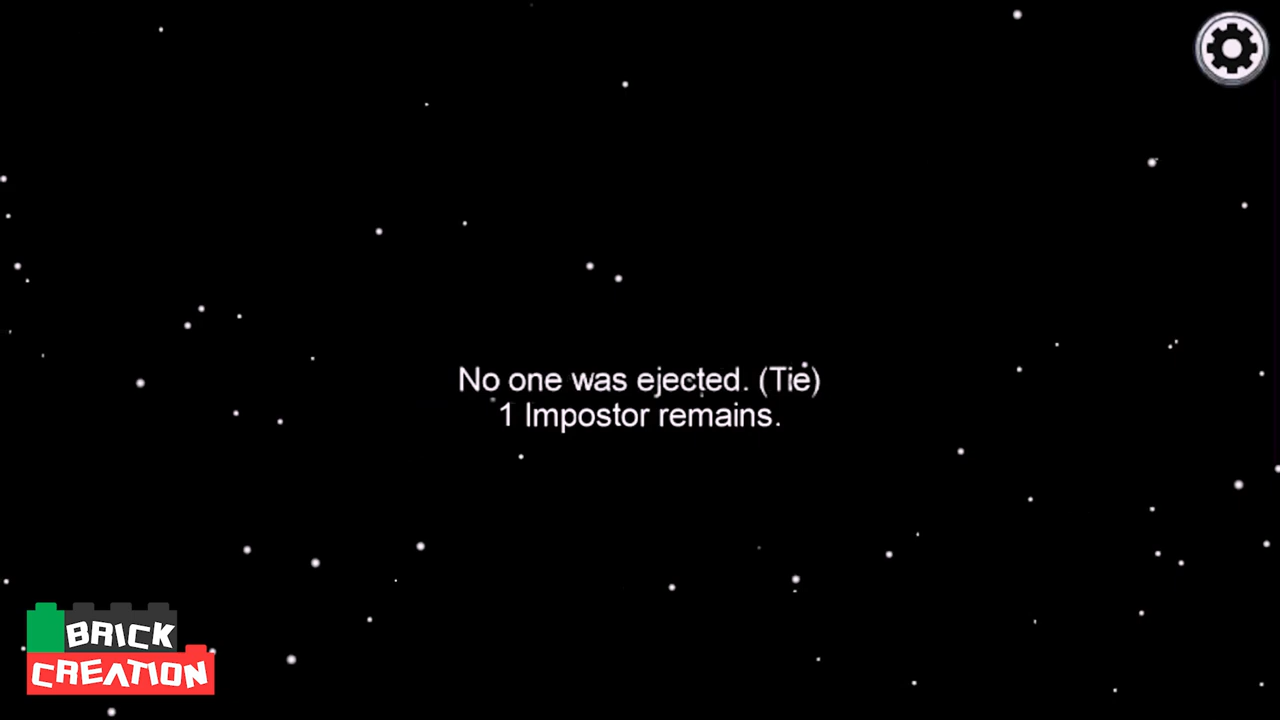 No one was ejected. (Tie)
1 Impostor remains.
BRICK
CREATION